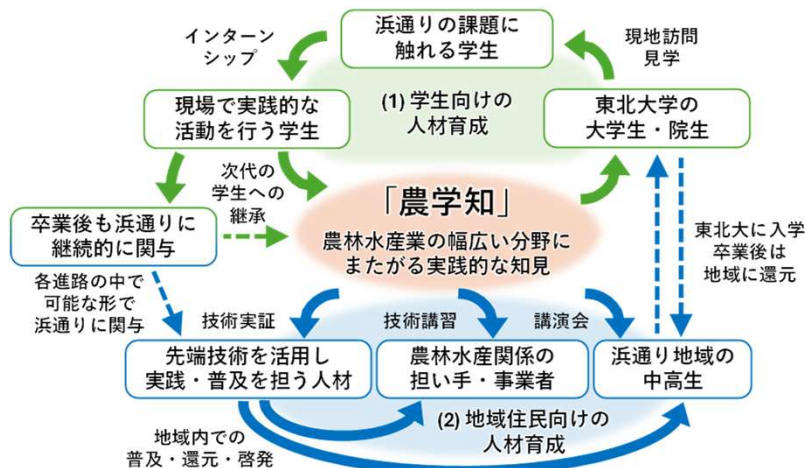 浜通りの課題に
触れる学生
インターン
シップ
現地訪問
見学
現場で実践的な
活動を行う学生
(1) 学生向けの
人材育成
東北大学の
大学生・院生
次代の
学生への
継承
「農学知」
農林水産業の幅広い分野に
またがる実践的な知見
卒業後も浜通りに
継続的に関与
東北大に入学
卒業後は
地域に還元
各進路の中で
可能な形で
浜通りに関与
技術実証
技術講習
講演会
先端技術を活用し
実践・普及を担う人材
農林水産関係の
担い手・事業者
浜通り地域の
中高生
(2) 地域住民向けの
人材育成
地域内での
普及・還元・啓発